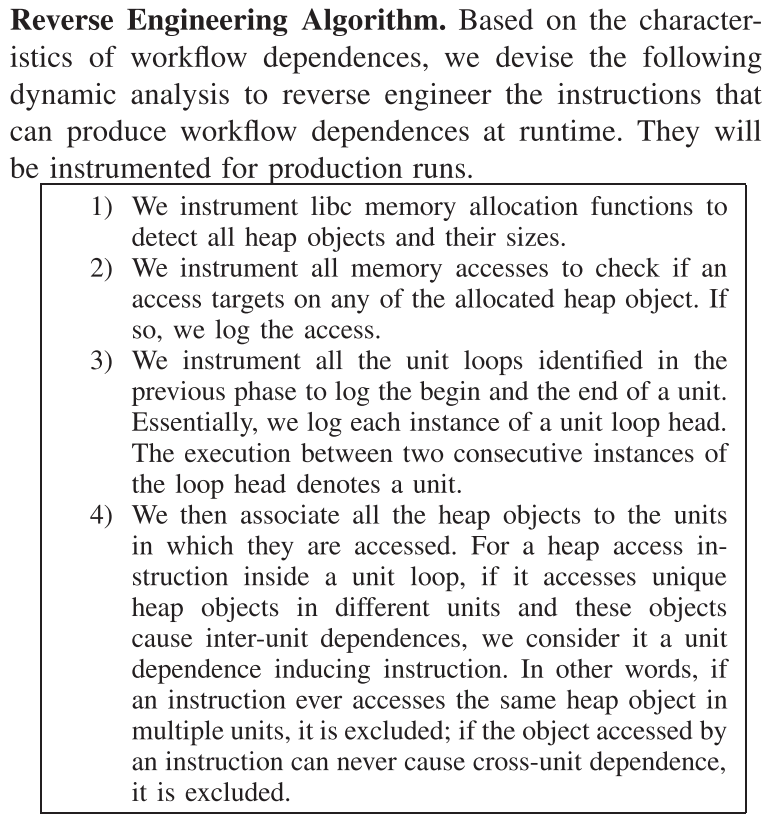 Reverse Engineering Algorithm. Based on the character-
istics of workflow dependences, we devise the following
dynamic analysis to reverse engineer the instructions that
can produce workflow dependences at runtime. They will
be instrumented for production runs.
1) We instrument libc memory allocation functions to
detect all heap objects and their sizes.
2) We instrument all memory accesses to check if an
access targets on any of the allocated heap object. If
so, we log the access.
3) We instrument all the unit loops identified in the
previous phase to log the begin and the end of a unit.
Essentially, we log each instance of a unit loop head.
The execution between two consecutive instances of
the loop head denotes a unit.
4) We then associate all the heap objects to the units
in which they are accessed. For a heap access in-
struction inside a unit loop, if it accesses unique
heap objects in different units and these objects
cause inter-unit dependences, we consider it a unit
dependence inducing instruction. In other words, if
an instruction ever accesses the same heap object in
multiple units, it is excluded; if the object accessed by
an instruction can never cause cross-unit dependence,
it is excluded.